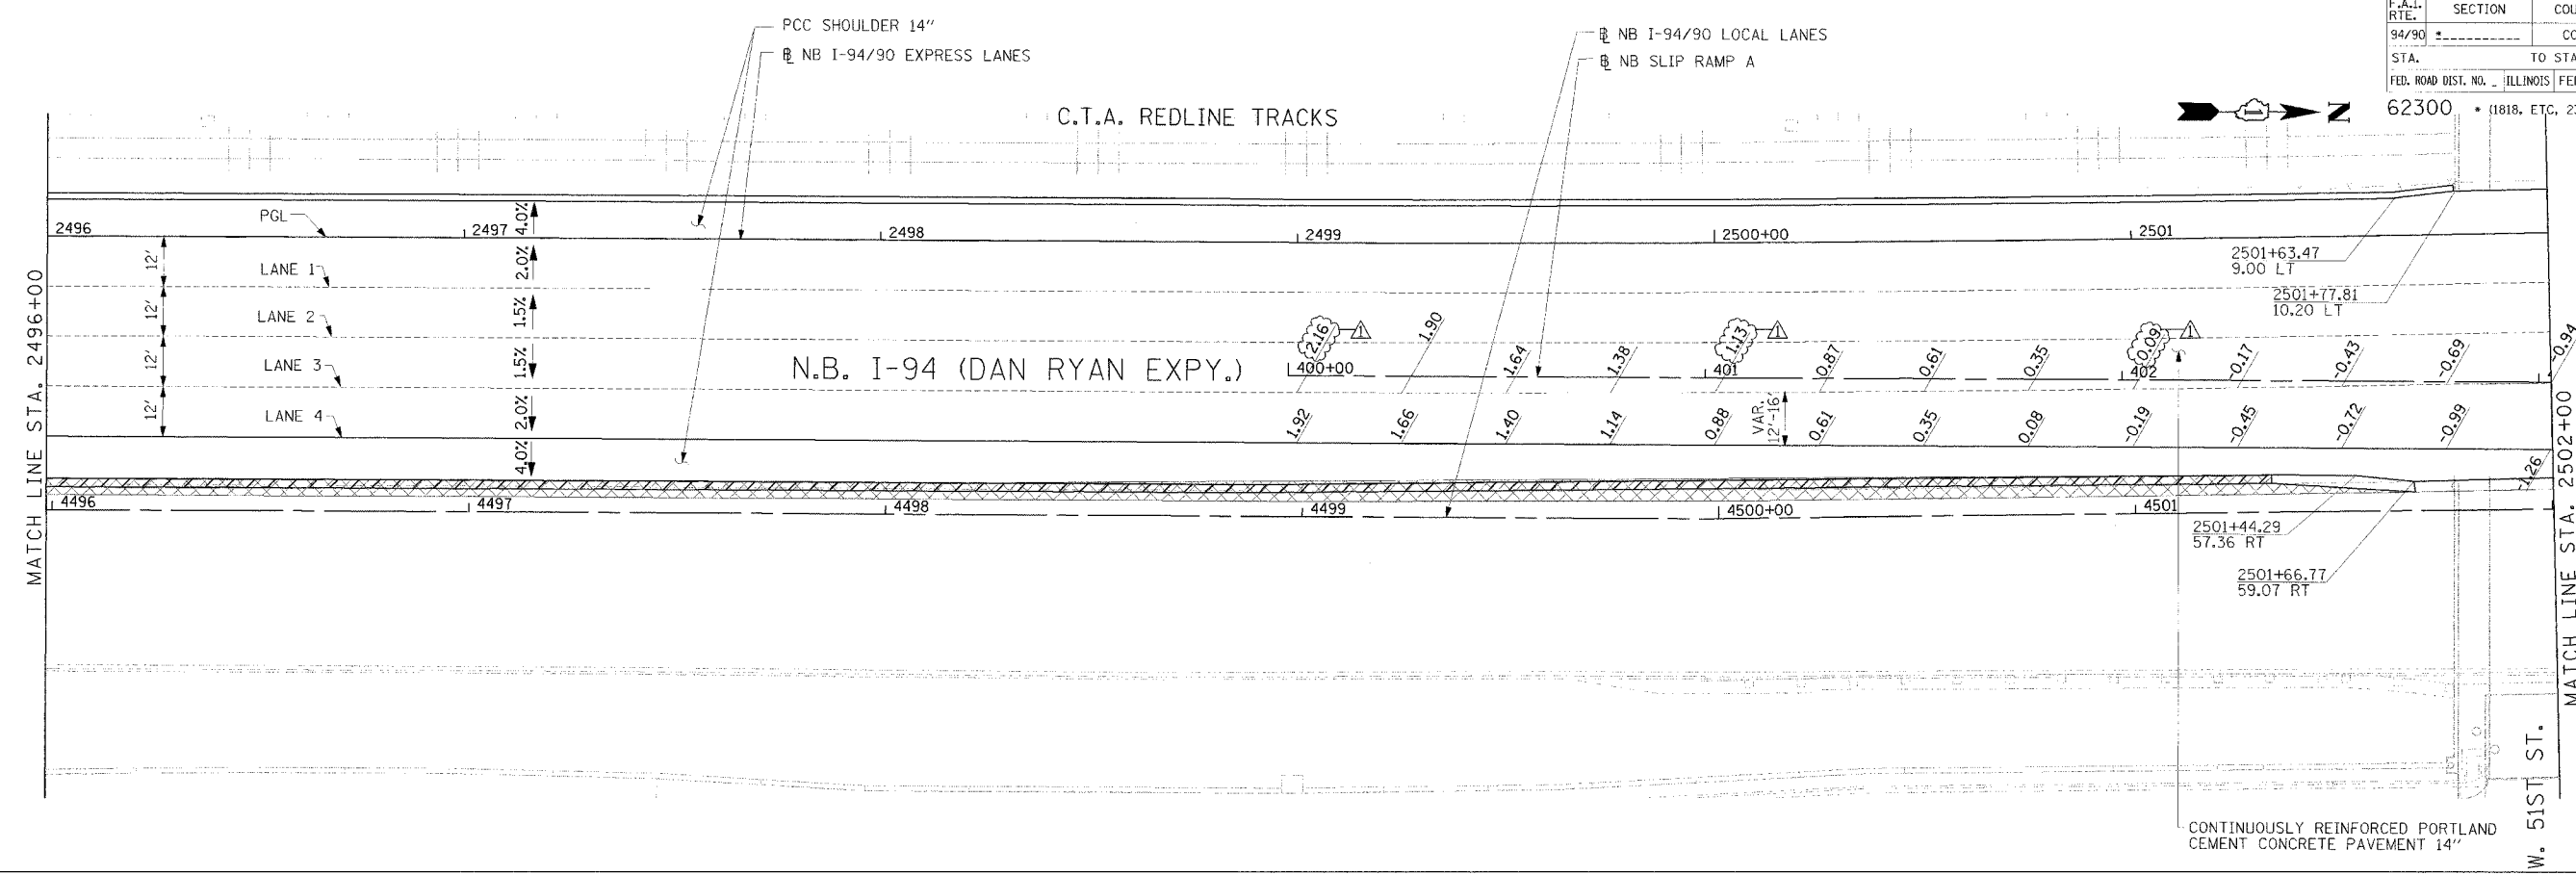 F.A.I. RTE.
SECTION
94/90
*
STA.
FED. ROAD DIST. NO. _
ILLINOIS
62300
* (1818, ETC,
N
PCC SHOULDER 14"
℄ NB I-94/90 EXPRESS LANES
℄ NB I-94/90 LOCAL LANES
℄ NB SLIP RAMP A
C.T.A. REDLINE TRACKS
MATCH LINE STA. 2496+00
PGL
2496
2497
2498
2499
2500+00
2501
4.0%
2.0%
1.5%
1.5%
2.0%
4.0%
12'
12'
12'
12'
LANE 1
LANE 2
LANE 3
LANE 4
N.B. I-94 (DAN RYAN EXPY.)
2501+63.47
9.00 LT
2501+77.81
10.20 LT
2.16
1
1.90
1.64
1.38
1.13
1
0.87
0.61
0.35
0.09
1
-0.17
-0.43
-0.69
-0.94
400+00
401
402
1.92
1.66
1.40
1.14
0.88
VAR.
12'-16'
0.61
0.35
0.08
-0.19
-0.45
-0.72
-0.99
-1.26
4496
4497
4498
4499
4500+00
4501
2501+44.29
57.36 RT
2501+66.77
59.07 RT
MATCH LINE STA. 2502+00
W. 51ST ST.
CONTINUOUSLY REINFORCED PORTLAND
CEMENT CONCRETE PAVEMENT 14"